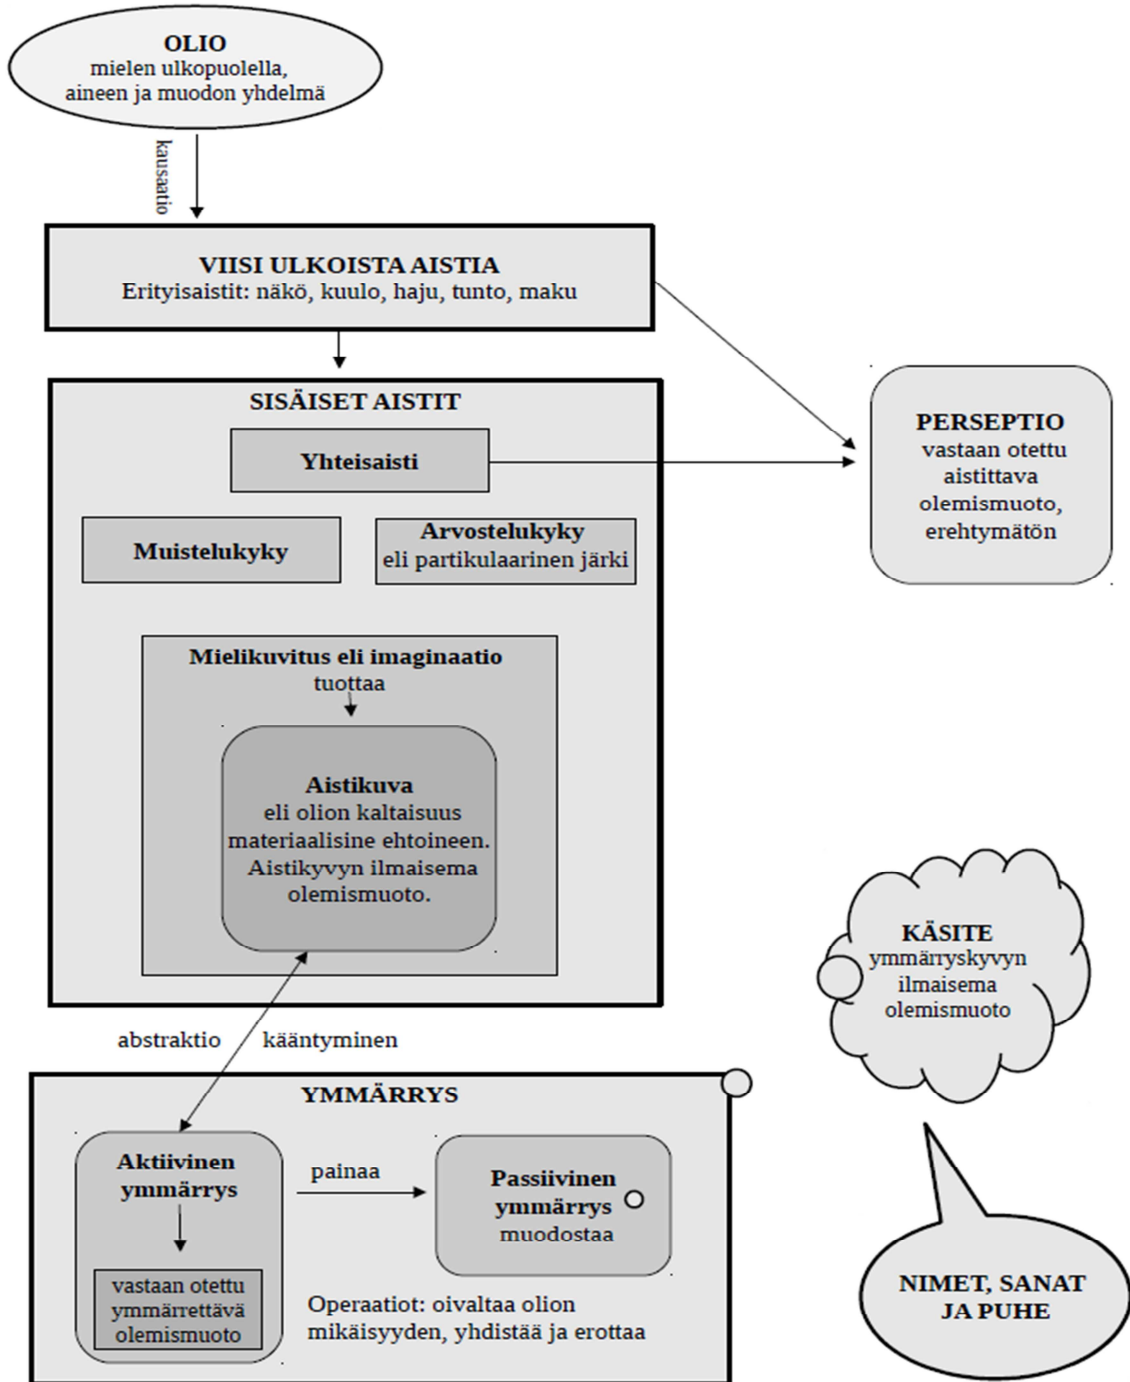 OLIO
mielen ulkopuolella,
aineen ja muodon yhdelmä
kausaatio
VIISI ULKOISTA AISTIA
Erityisaistit: näkö, kuulo, haju, tunto, maku
SISÄISET AISTIT
Yhteisaisti
PERSEPTIO
vastaan otettu
aistittava
olemismuoto,
erehtymätön
Muistelukyky
Arvostelukyky
eli partikulaarinen järki
Mielikuvitus eli imaginaatio
tuottaa
Aistikuva
eli olion kaltaisuus
materiaalisine ehtoineen.
Aistikyvyn ilmaisema
olemismuoto.
KÄSITE
ymmärryskyvyn
ilmaisema
olemismuoto
abstraktio
kääntyminen
YMMÄRRYS
Aktiivinen
ymmärrys
painaa
Passiivinen
ymmärrys
muodostaa
vastaan otettu
ymmärrettävä
olemismuoto
Operaatiot: oivaltaa olion
mikäisyyden, yhdistää ja erottaa
NIMET, SANAT
JA PUHE